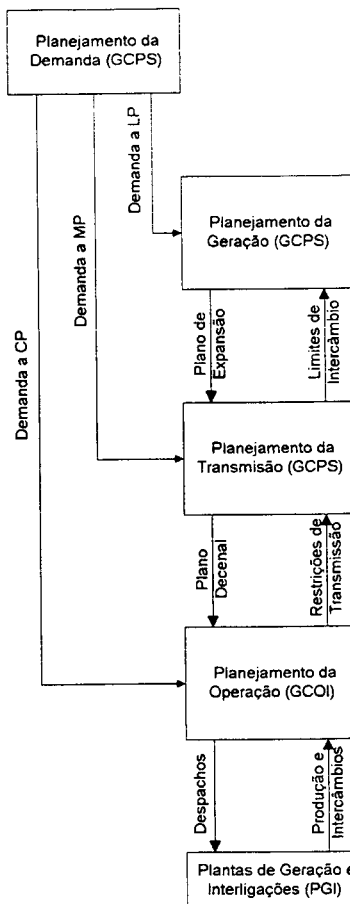 Planejamento da
Demanda (GCPS)
Demanda a LP
Demanda a MP
Demanda a CP
Planejamento da
Geração (GCPS)
Plano de
Expansão
Limites de
Intercâmbio
Planejamento da
Transmisão (GCPS)
Plano
Decenal
Restrições de
Transmissão
Planejamento da
Operação (GCOI)
Despachos
Produção e
Intercâmbios
Plantas de Geração e
Interligações (PGI)